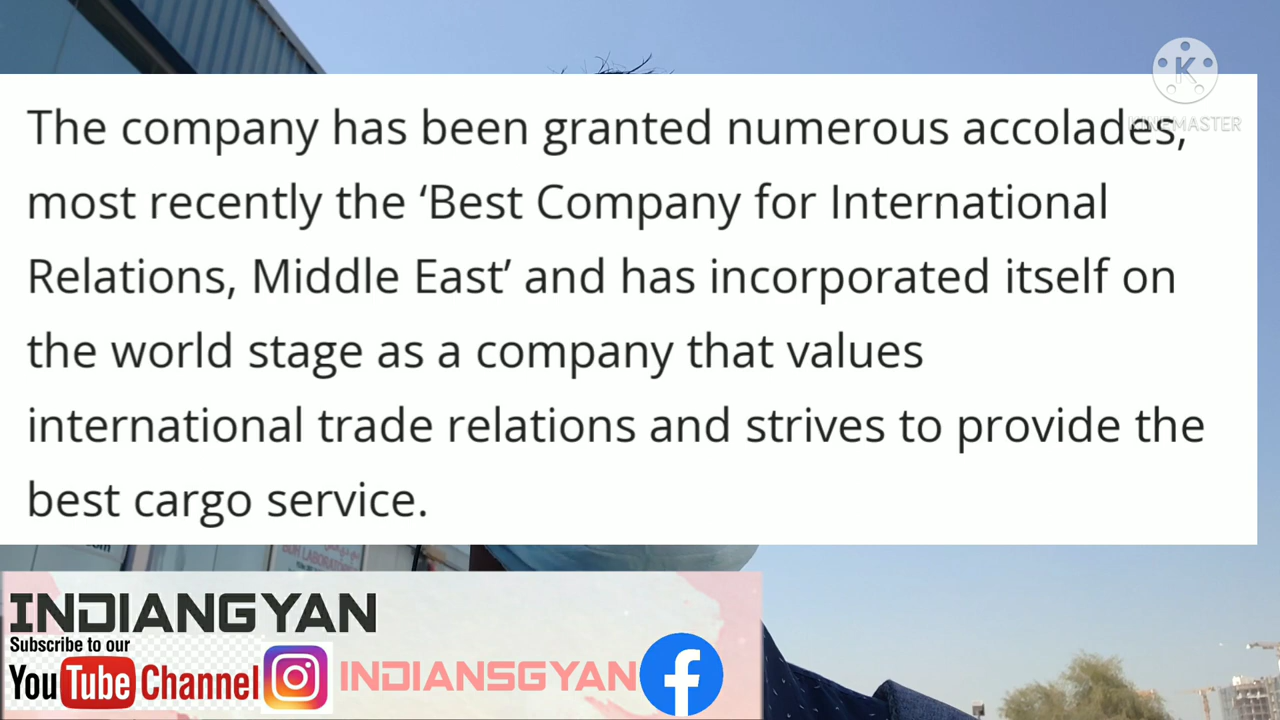 K
KINEMASTER
The company has been granted numerous accolades,
most recently the ‘Best Company for International
Relations, Middle East’ and has incorporated itself on
the world stage as a company that values
international trade relations and strives to provide the
best cargo service.
INDIANGYAN
Subscribe to our
YouTube Channel
INDIANSGYAN
f